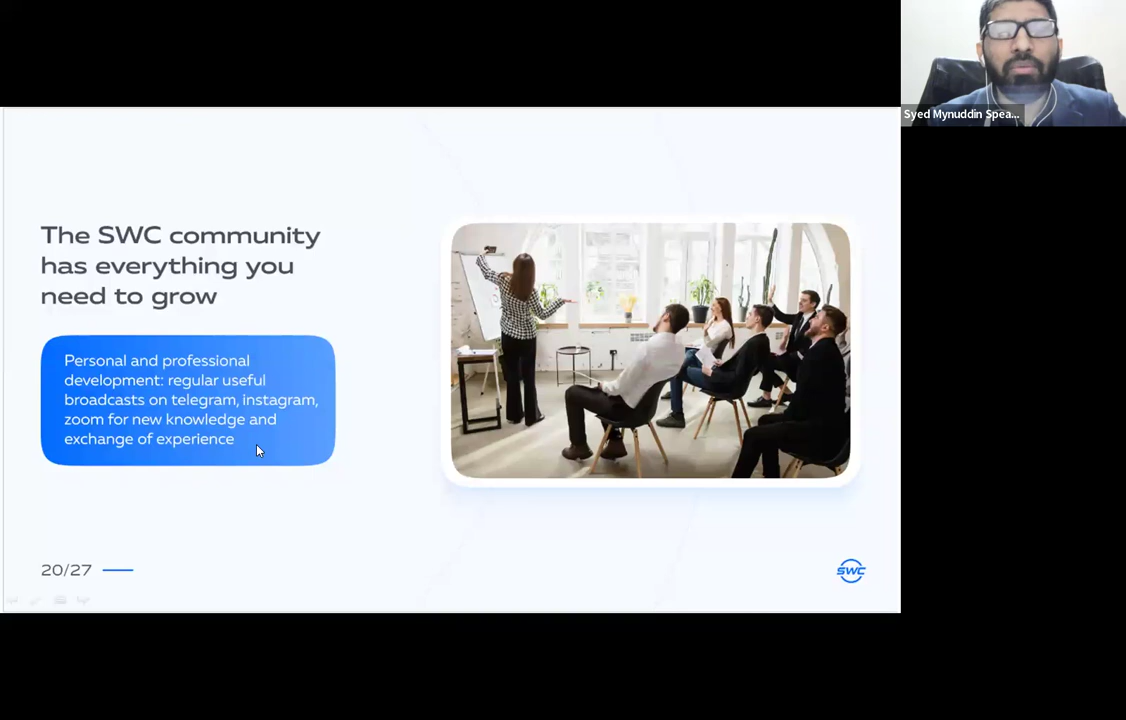 Syed Mynuddin Spea...
The SWC community
has everything you
need to grow
Personal and professional
development: regular useful
broadcasts on telegram, instagram,
zoom for new knowledge and
exchange of experience
20/27
SWC